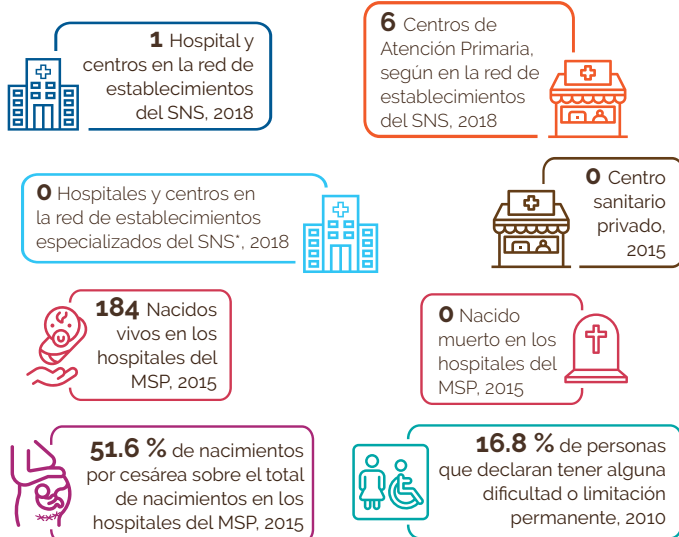 1 Hospital y
centros en la red de
establecimientos
del SNS, 2018
6 Centros de
Atención Primaria,
según en la red de
establecimientos
del SNS, 2018
0 Hospitales y centros en
la red de establecimientos
especializados del SNS*, 2018
0 Centro
sanitario
privado,
2015
184 Nacidos
vivos en los
hospitales del
MSP, 2015
0 Nacido
muerto en los
hospitales del
MSP, 2015
51.6 % de nacimientos
por cesárea sobre el total
de nacimientos en los
hospitales del MSP, 2015
16.8 % de personas
que declaran tener alguna
dificultad o limitación
permanente, 2010